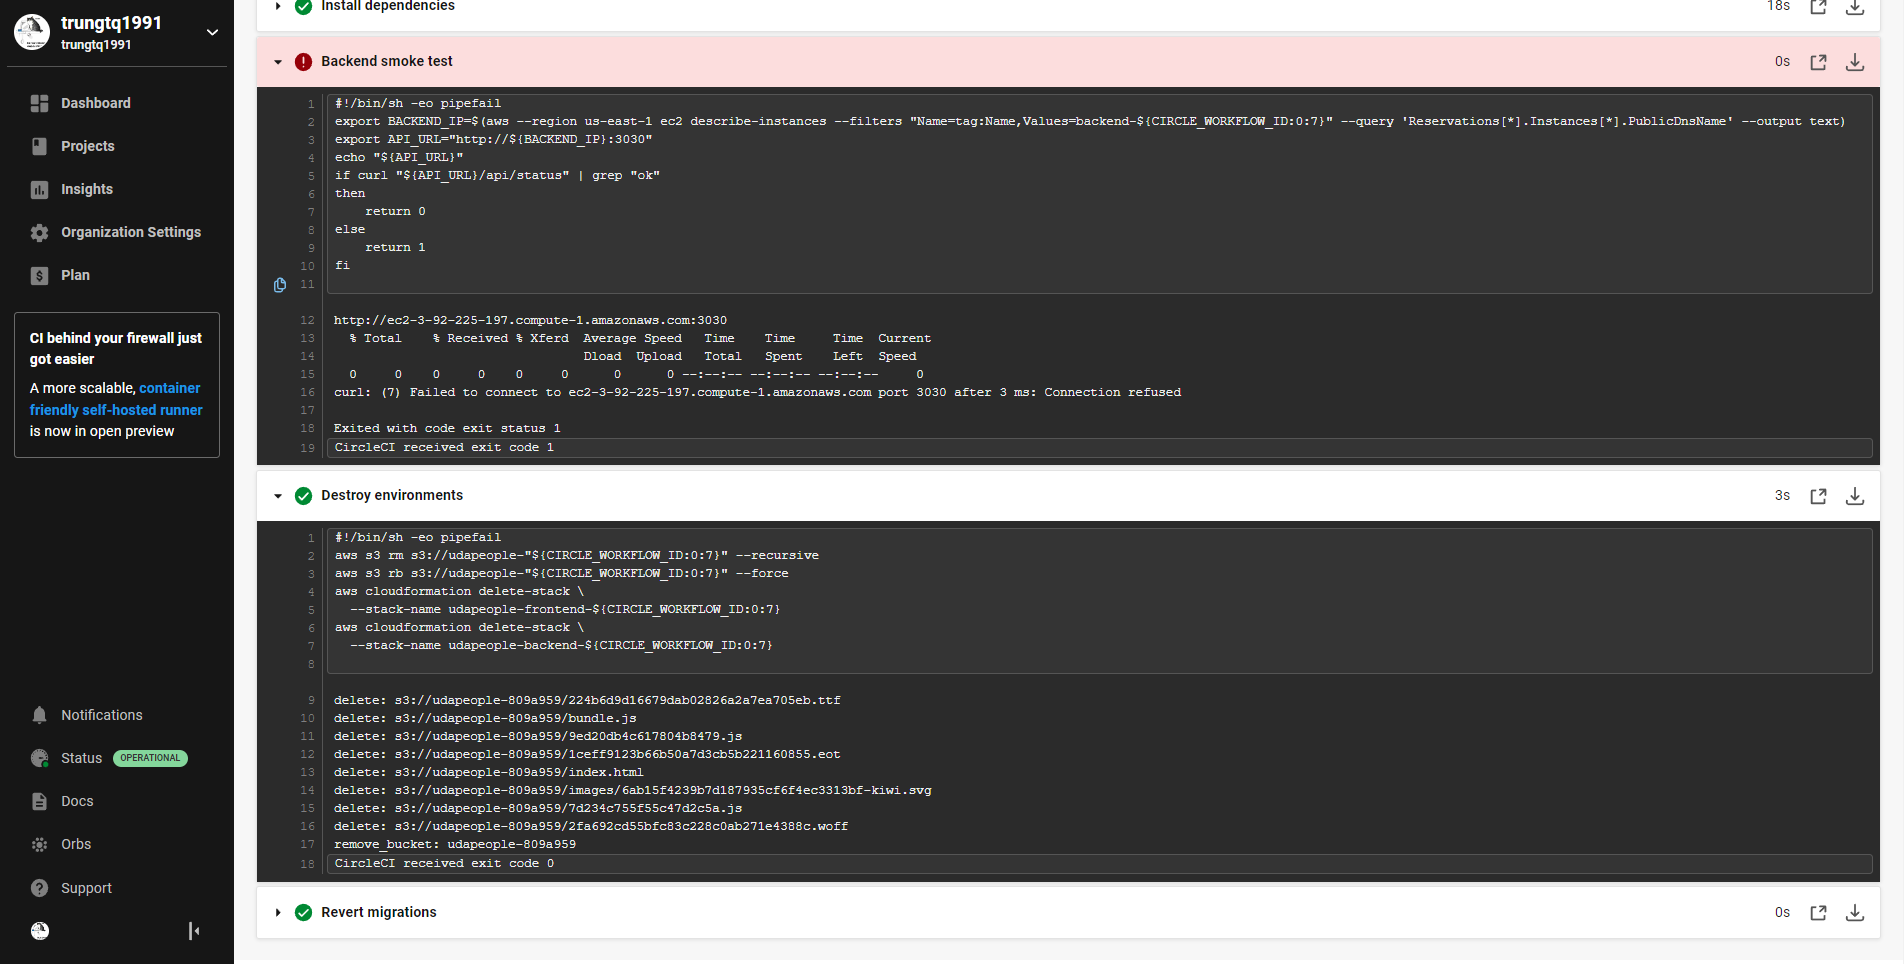 trungtq1991
trungtq1991
Dashboard
Projects
Insights
Organization Settings
Plan
CI behind your firewall just
got easier
A more scalable, container
friendly self-hosted runner
is now in open preview
Notifications
Status OPERATIONAL
Docs
Orbs
Support
Install dependencies 18s
Backend smoke test 0s
1 #!/bin/sh -eo pipefail
2 export BACKEND_IP=$(aws --region us-east-1 ec2 describe-instances --filters "Name=tag:Name,Values=backend-${CIRCLE_WORKFLOW_ID:0:7}" --query 'Reservations[*].Instances[*].PublicDnsName' --output text)
3 export API_URL="http://${BACKEND_IP}:3030"
4 echo "${API_URL}"
5 if curl "${API_URL}/api/status" | grep "ok"
6 then
7     return 0
8 else
9     return 1
10 fi
11
12 http://ec2-3-92-225-197.compute-1.amazonaws.com:3030
13   % Total    % Received % Xferd  Average Speed   Time    Time     Time  Current
14                                  Dload  Upload   Total   Spent    Left  Speed
15   0     0    0     0    0     0      0      0 --:--:-- --:--:-- --:--:--     0
16 curl: (7) Failed to connect to ec2-3-92-225-197.compute-1.amazonaws.com port 3030 after 3 ms: Connection refused
17
18 Exited with code exit status 1
19 CircleCI received exit code 1
Destroy environments 3s
1 #!/bin/sh -eo pipefail
2 aws s3 rm s3://udapeople-"${CIRCLE_WORKFLOW_ID:0:7}" --recursive
3 aws s3 rb s3://udapeople-"${CIRCLE_WORKFLOW_ID:0:7}" --force
4 aws cloudformation delete-stack \
5   --stack-name udapeople-frontend-${CIRCLE_WORKFLOW_ID:0:7}
6 aws cloudformation delete-stack \
7   --stack-name udapeople-backend-${CIRCLE_WORKFLOW_ID:0:7}
8
9 delete: s3://udapeople-809a959/224b6d9d16679dab02826a2a7ea705eb.ttf
10 delete: s3://udapeople-809a959/bundle.js
11 delete: s3://udapeople-809a959/9ed20db4c617804b8479.js
12 delete: s3://udapeople-809a959/1ceff9123b66b50a7d3cb5b221160855.eot
13 delete: s3://udapeople-809a959/index.html
14 delete: s3://udapeople-809a959/images/6ab15f4239b7d187935cf6f4ec3313bf-kiwi.svg
15 delete: s3://udapeople-809a959/7d234c755f55c47d2c5a.js
16 delete: s3://udapeople-809a959/2fa692cd55bfc83c228c0ab271e4388c.woff
17 remove_bucket: udapeople-809a959
18 CircleCI received exit code 0
Revert migrations 0s